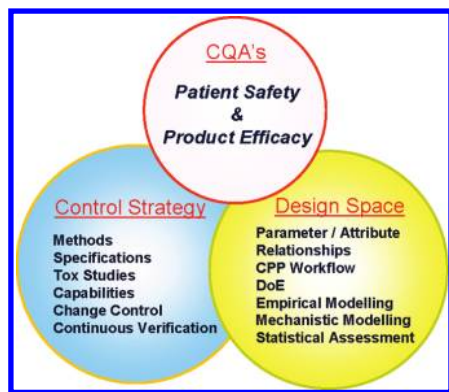 CQA's
Patient Safety
&
Product Efficacy
Control Strategy
Methods
Specifications
Tox Studies
Capabilities
Change Control
Continuous Verification
Design Space
Parameter / Attribute
Relationships
CPP Workflow
DoE
Empirical Modelling
Mechanistic Modelling
Statistical Assessment